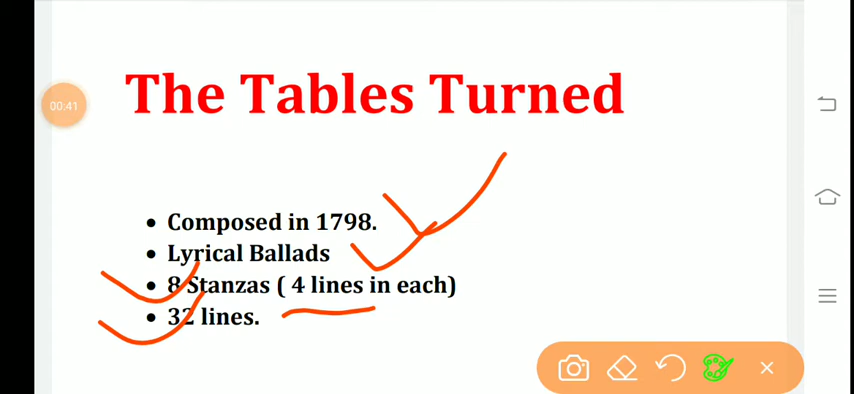 The Tables Turned
00:41
• Composed in 1798.
• Lyrical Ballads
• 8 Stanzas ( 4 lines in each)
• 32 lines.